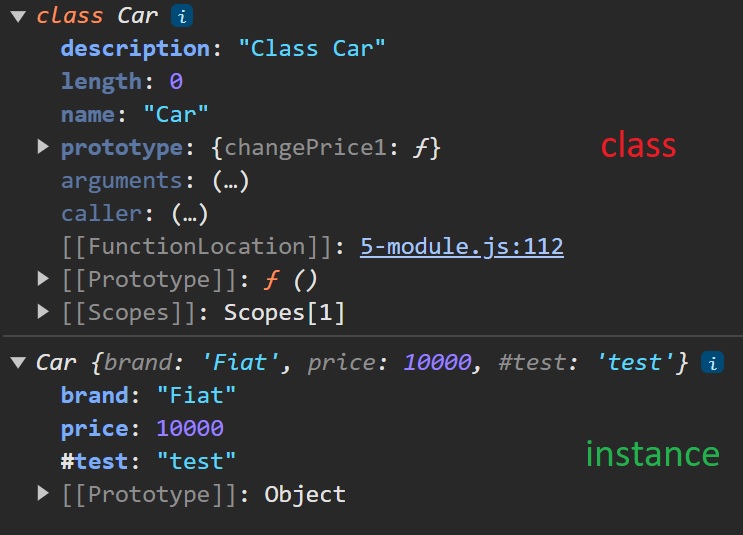 ▼ class Car i
description: "Class Car"
length: 0
name: "Car"
▶ prototype: {changePrice1: ƒ}
class
arguments: (…)
caller: (…)
[[FunctionLocation]]: 5-module.js:112
▶ [[Prototype]]: ƒ ()
▶ [[Scopes]]: Scopes[1]
▼ Car {brand: 'Fiat', price: 10000, #test: 'test'} i
brand: "Fiat"
price: 10000
#test: "test"
instance
▶ [[Prototype]]: Object